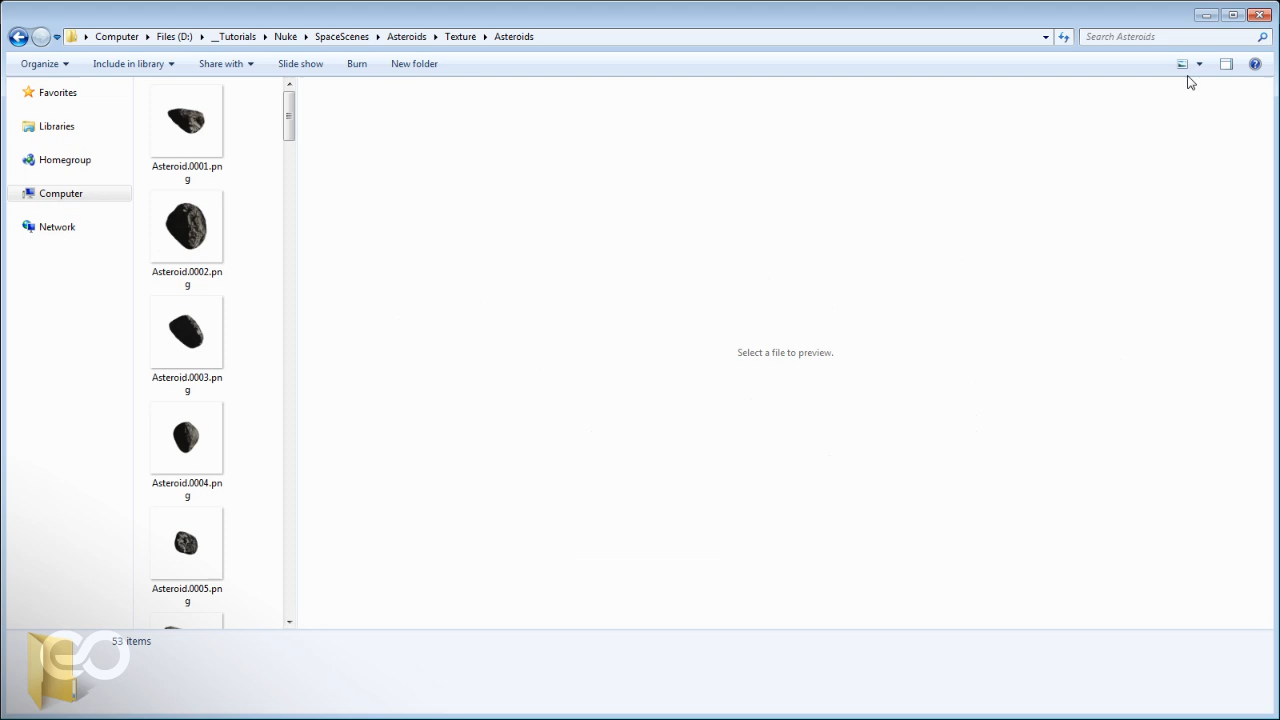 Computer Files (D:) __Tutorials Nuke SpaceScenes Asteroids Texture Asteroids Search Asteroids
Organize Include in library Share with Slide show Burn New folder
Favorites
Libraries
Homegroup
Computer
Network
Asteroid.0001.pn
g
Asteroid.0002.pn
g
Asteroid.0003.pn
g
Asteroid.0004.pn
g
Asteroid.0005.pn
g
Select a file to preview.
53 items
eo